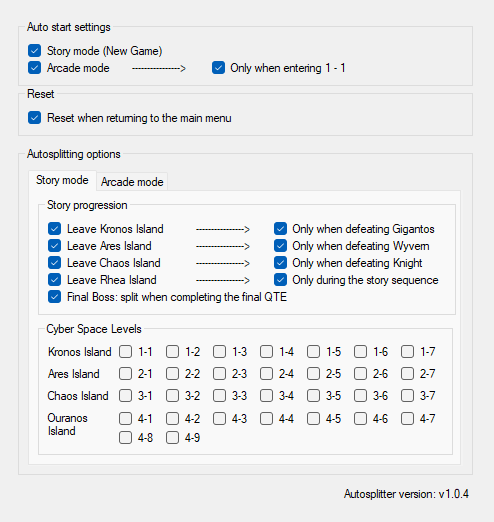 Auto start settings
Story mode (New Game)
Arcade mode ----------------> Only when entering 1 - 1
Reset
Reset when returning to the main menu
Autosplitting options
Story mode Arcade mode
Story progression
Leave Kronos Island ----------------> Only when defeating Gigantos
Leave Ares Island ----------------> Only when defeating Wyvern
Leave Chaos Island ----------------> Only when defeating Knight
Leave Rhea Island ----------------> Only during the story sequence
Final Boss: split when completing the final QTE
Cyber Space Levels
Kronos Island 1-1 1-2 1-3 1-4 1-5 1-6 1-7
Ares Island 2-1 2-2 2-3 2-4 2-5 2-6 2-7
Chaos Island 3-1 3-2 3-3 3-4 3-5 3-6 3-7
Ouranos Island 4-1 4-2 4-3 4-4 4-5 4-6 4-7
4-8 4-9
Autosplitter version: v1.0.4